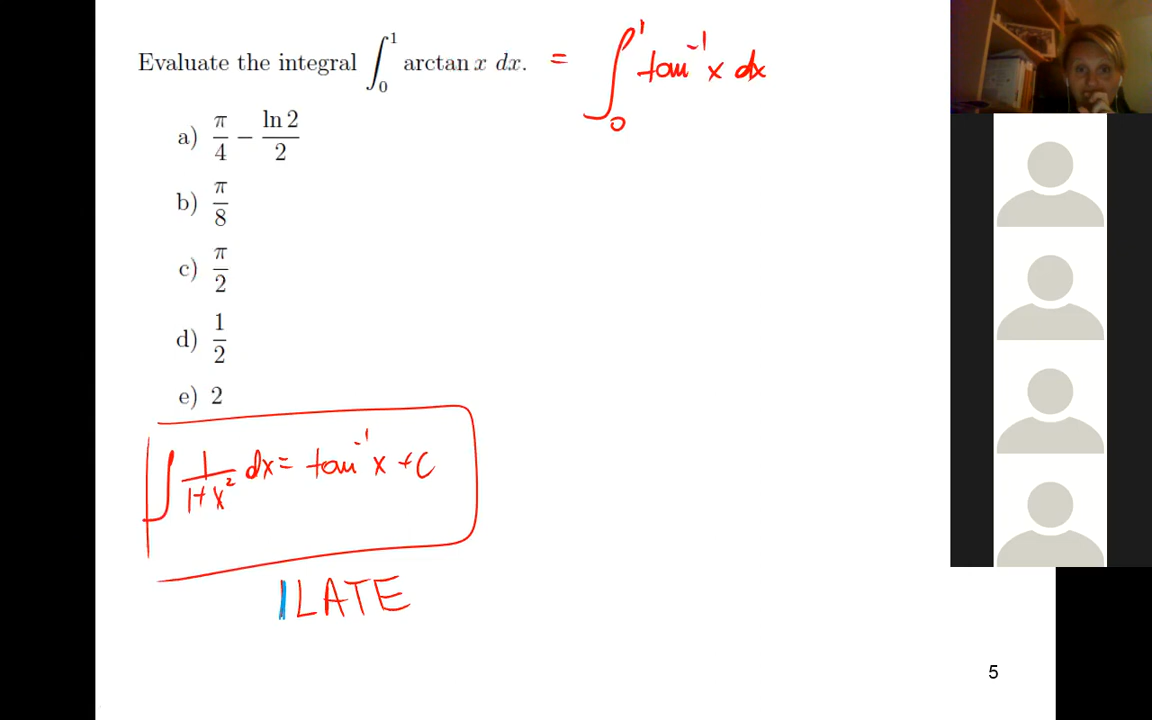 Evaluate the integral ∫₀¹ arctan x dx. = ∫₀¹ tan⁻¹ x dx
a) π/4 − ln 2/2
b) π/8
c) π/2
d) 1/2
e) 2
∫ 1/(1+x²) dx = tan⁻¹ x + C
ILATE
5